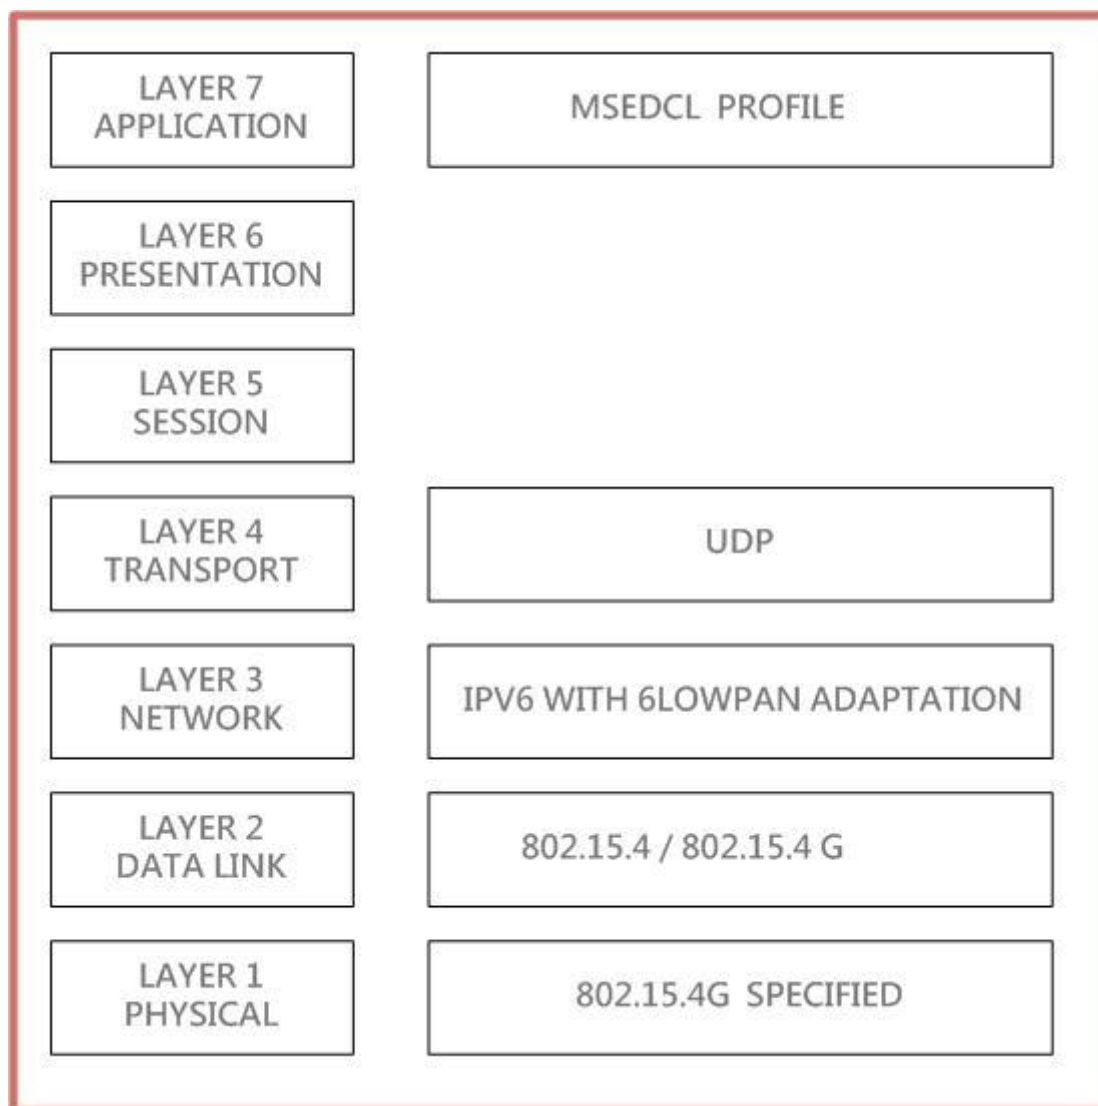 LAYER 7
APPLICATION
MSEDCL PROFILE
LAYER 6
PRESENTATION
LAYER 5
SESSION
LAYER 4
TRANSPORT
UDP
LAYER 3
NETWORK
IPV6 WITH 6LOWPAN ADAPTATION
LAYER 2
DATA LINK
802.15.4 / 802.15.4 G
LAYER 1
PHYSICAL
802.15.4G SPECIFIED